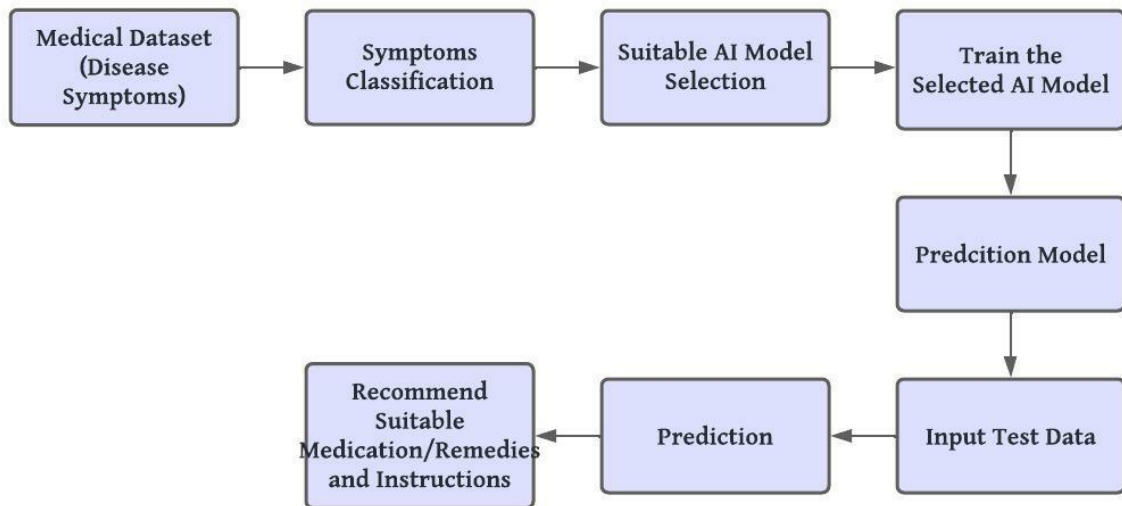 Medical Dataset
(Disease
Symptoms)
Symptoms
Classification
Suitable AI Model
Selection
Train the
Selected AI Model
Predcition Model
Input Test Data
Prediction
Recommend
Suitable
Medication/Remedies
and Instructions